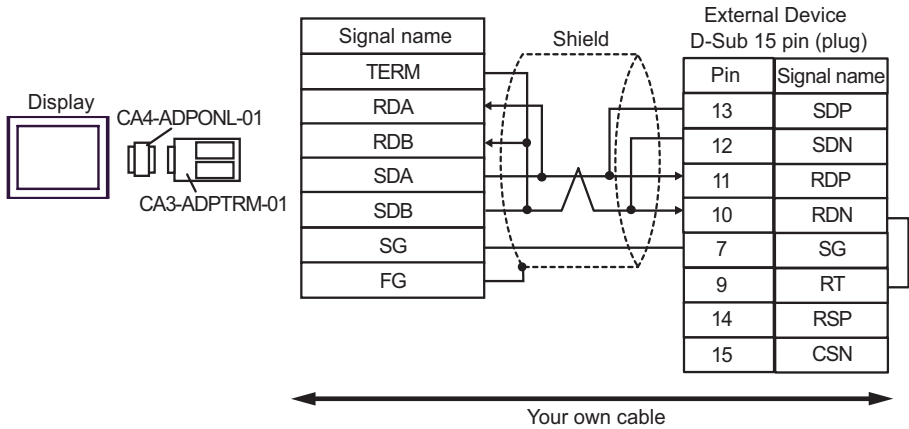 Display
CA4-ADPONL-01
CA3-ADPTRM-01
Signal name
TERM
RDA
RDB
SDA
SDB
SG
FG
Shield
External Device
D-Sub 15 pin (plug)
Pin Signal name
13 SDP
12 SDN
11 RDP
10 RDN
7 SG
9 RT
14 RSP
15 CSN
Your own cable